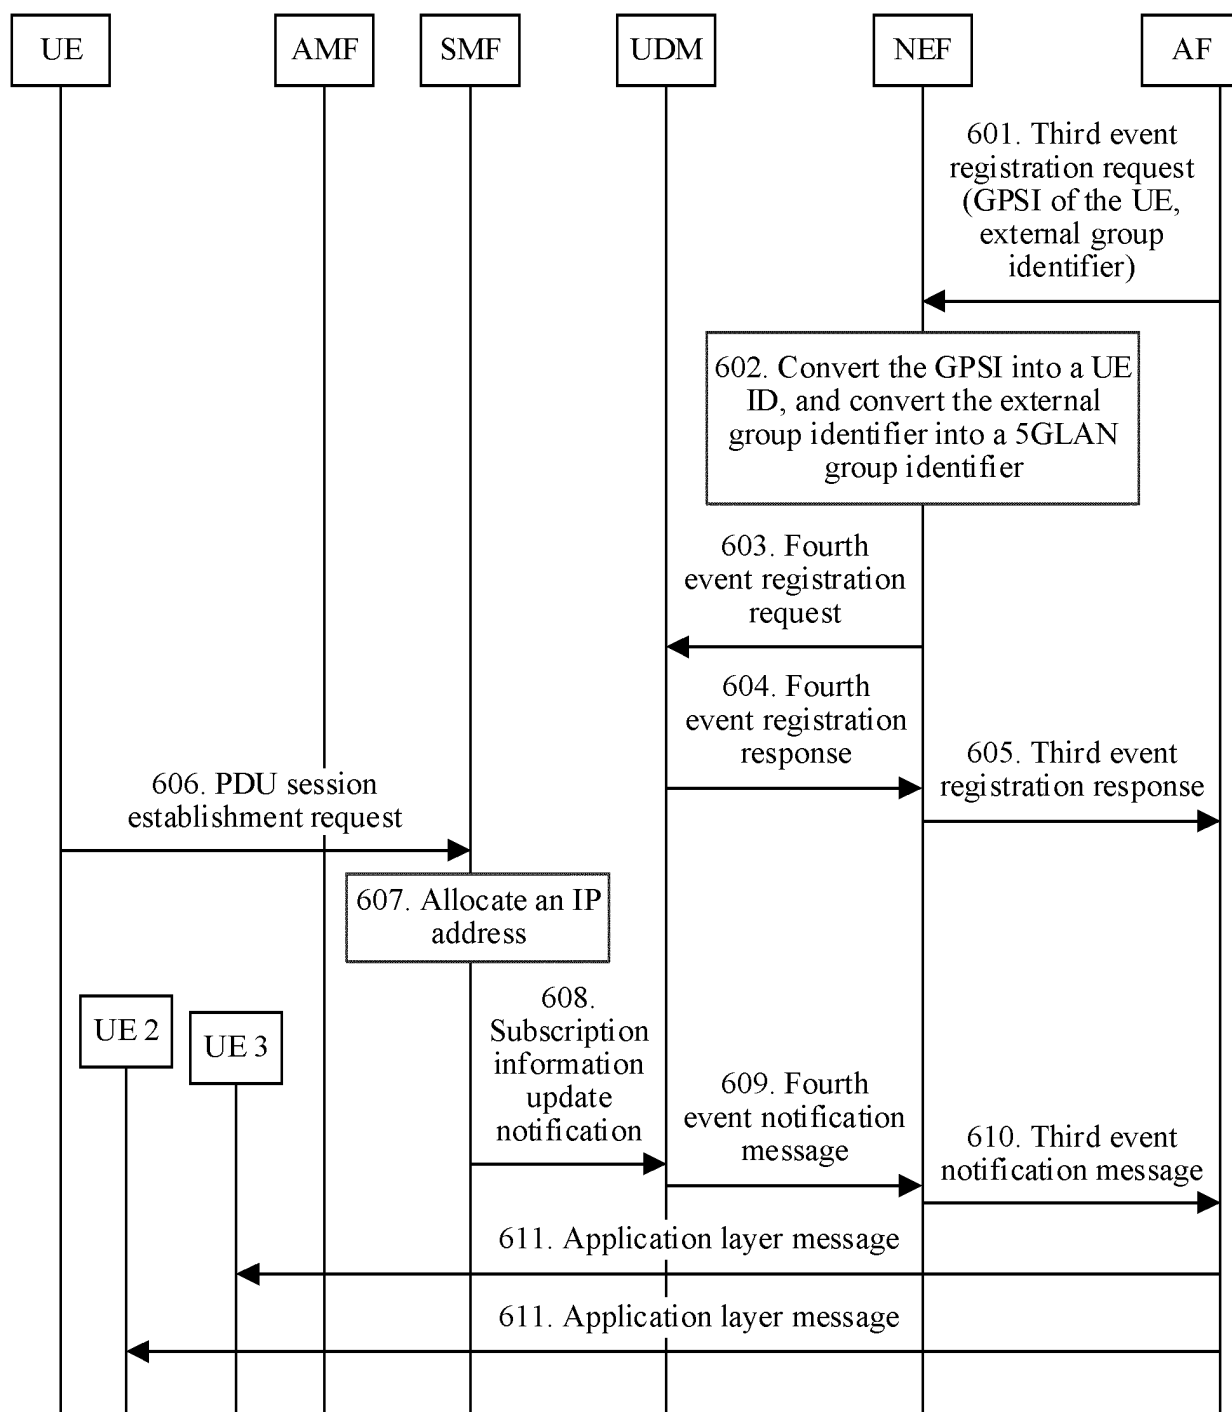 UE
AMF
SMF
UDM
NEF
AF
601. Third event
registration request
(GPSI of the UE,
external group
identifier)
602. Convert the GPSI into a UE
ID, and convert the external
group identifier into a 5GLAN
group identifier
603. Fourth
event registration
request
604. Fourth
event registration
response
605. Third event
registration response
606. PDU session
establishment request
607. Allocate an IP
address
UE 2
UE 3
608.
Subscription
information
update
notification
609. Fourth
event notification
message
610. Third event
notification message
611. Application layer message
611. Application layer message